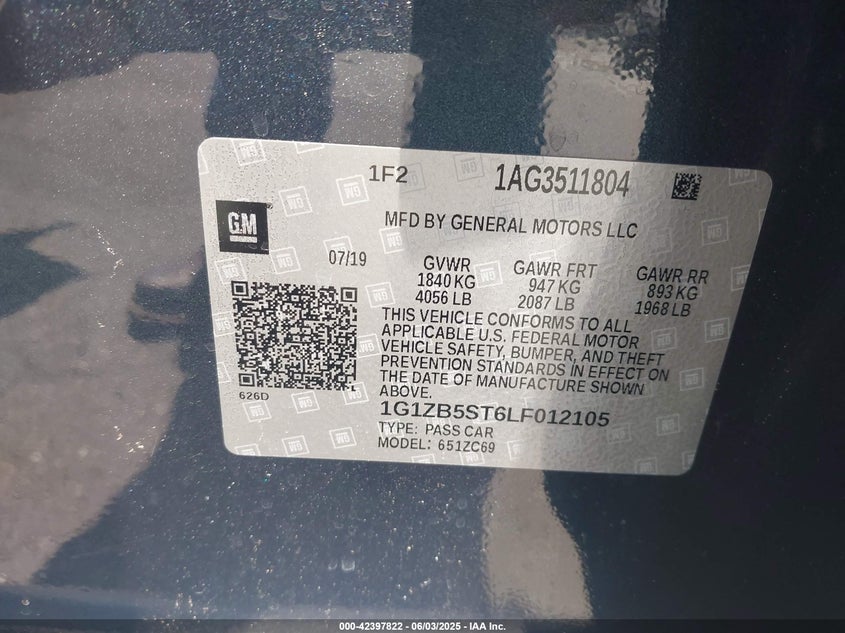 1F2 1AG3511804
GM
MFD BY GENERAL MOTORS LLC
07/19
GVWR GAWR FRT GAWR RR
1840 KG 947 KG 893 KG
4056 LB 2087 LB 1968 LB
THIS VEHICLE CONFORMS TO ALL
APPLICABLE U.S. FEDERAL MOTOR
VEHICLE SAFETY, BUMPER, AND THEFT
PREVENTION STANDARDS IN EFFECT ON
THE DATE OF MANUFACTURE SHOWN
ABOVE.
626D
1G1ZB5ST6LF012105
TYPE: PASS CAR
MODEL: 651ZC69
000-42397822 - 06/03/2025 - IAA Inc.